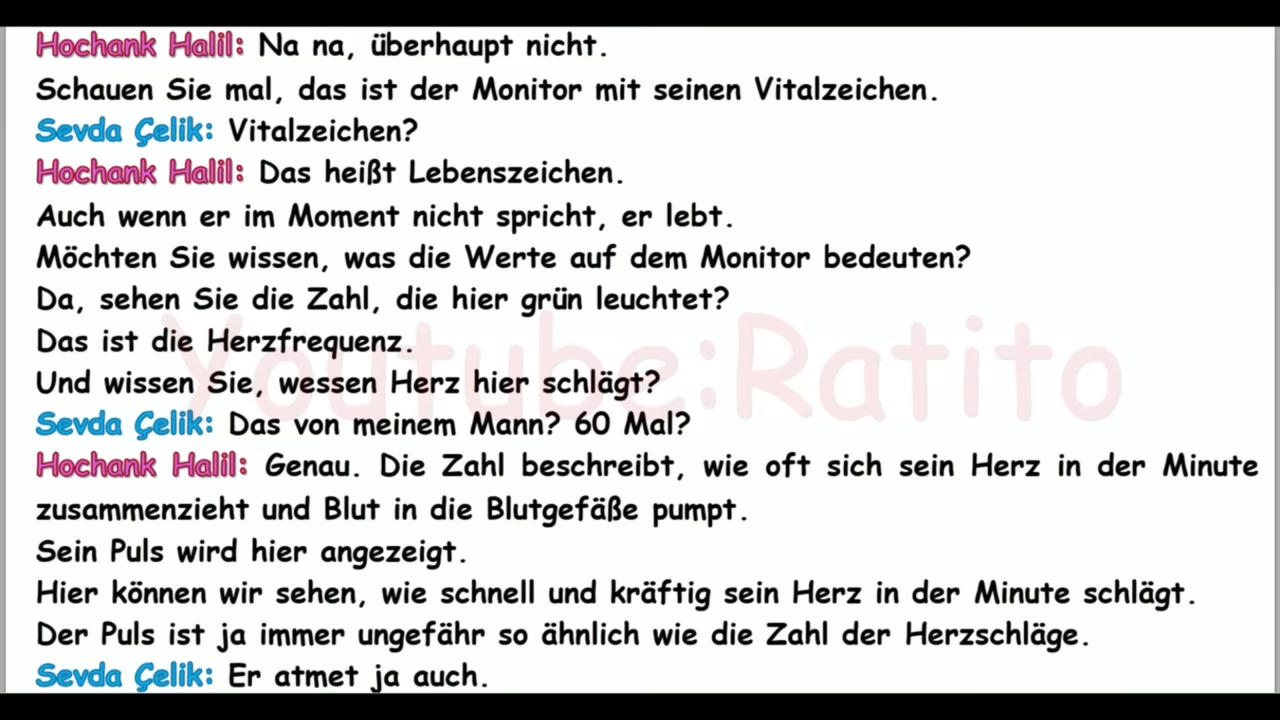 Hochank Halil: Na na, überhaupt nicht.
Schauen Sie mal, das ist der Monitor mit seinen Vitalzeichen.
Sevda Çelik: Vitalzeichen?
Hochank Halil: Das heißt Lebenszeichen.
Auch wenn er im Moment nicht spricht, er lebt.
Möchten Sie wissen, was die Werte auf dem Monitor bedeuten?
Da, sehen Sie die Zahl, die hier grün leuchtet?
Das ist die Herzfrequenz.
Youtube:Ratito
Und wissen Sie, wessen Herz hier schlägt?
Sevda Çelik: Das von meinem Mann? 60 Mal?
Hochank Halil: Genau. Die Zahl beschreibt, wie oft sich sein Herz in der Minute
zusammenzieht und Blut in die Blutgefäße pumpt.
Sein Puls wird hier angezeigt.
Hier können wir sehen, wie schnell und kräftig sein Herz in der Minute schlägt.
Der Puls ist ja immer ungefähr so ähnlich wie die Zahl der Herzschläge.
Sevda Çelik: Er atmet ja auch.